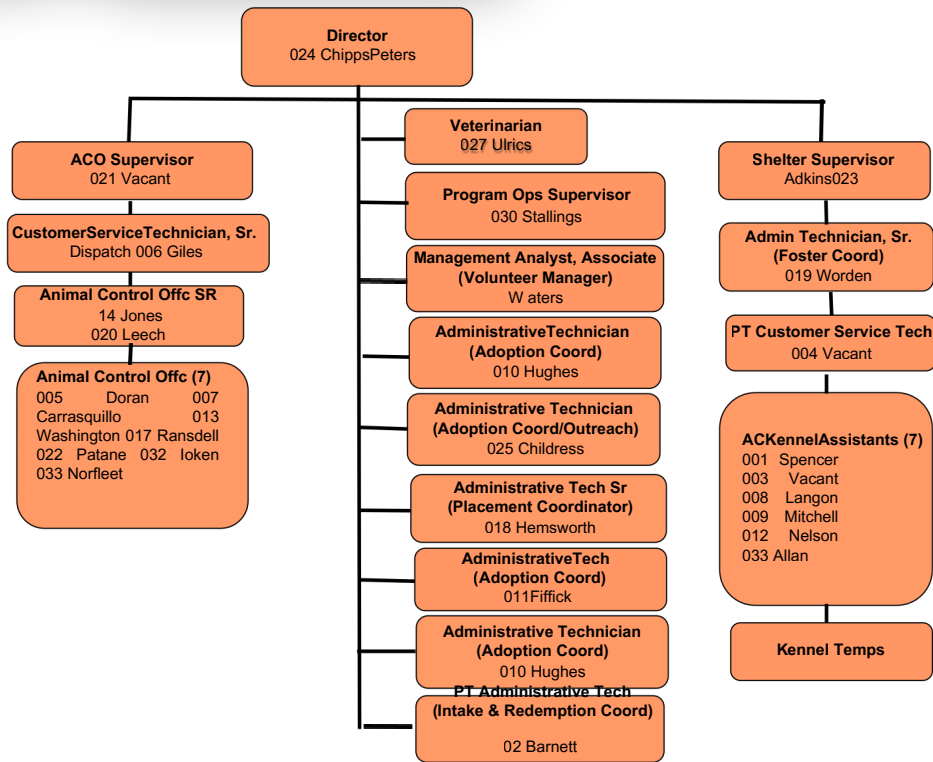 Director
024 ChippsPeters
ACO Supervisor
021 Vacant
CustomerServiceTechnician, Sr.
Dispatch 006 Giles
Animal Control Offc SR
14 Jones
020 Leech
Animal Control Offc (7)
005 Doran 007
Carrasquillo 013
Washington 017 Ransdell
022 Patane 032 Ioken
033 Norfleet
Veterinarian
027 Ulrics
Program Ops Supervisor
030 Stallings
Management Analyst, Associate
(Volunteer Manager)
W aters
AdministrativeTechnician
(Adoption Coord)
010 Hughes
Administrative Technician
(Adoption Coord/Outreach)
025 Childress
Administrative Tech Sr
(Placement Coordinator)
018 Hemsworth
AdministrativeTech
(Adoption Coord)
011Fiffick
Administrative Technician
(Adoption Coord)
010 Hughes
PT Administrative Tech
(Intake & Redemption Coord)
02 Barnett
Shelter Supervisor
Adkins023
Admin Technician, Sr.
(Foster Coord)
019 Worden
PT Customer Service Tech
004 Vacant
ACKennelAssistants (7)
001 Spencer
003 Vacant
008 Langon
009 Mitchell
012 Nelson
033 Allan
Kennel Temps